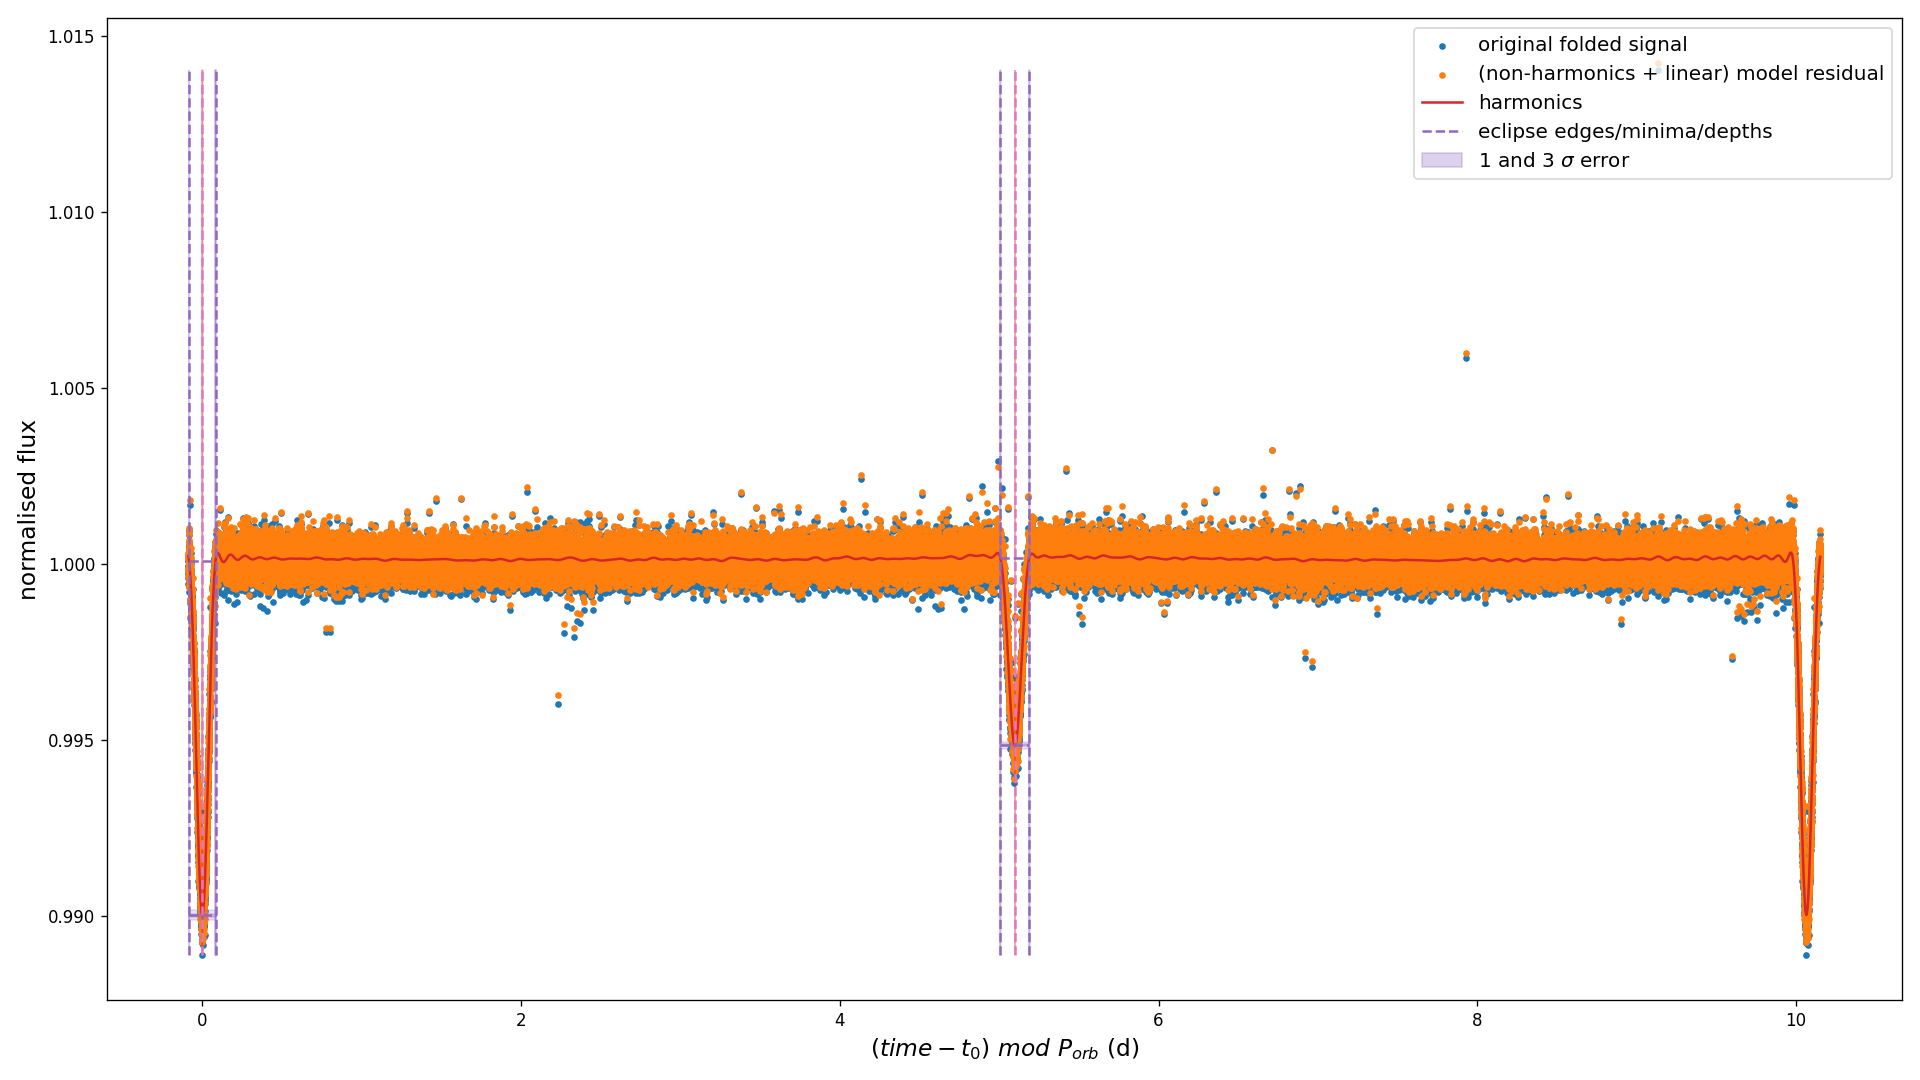 1.015
1.010
1.005
1.000
0.995
0.990
normalised flux
original folded signal
(non-harmonics + linear) model residual
harmonics
eclipse edges/minima/depths
1 and 3 σ error
0 2 4 6 8 10
(time − t₀) mod Pₒᵣᵦ (d)